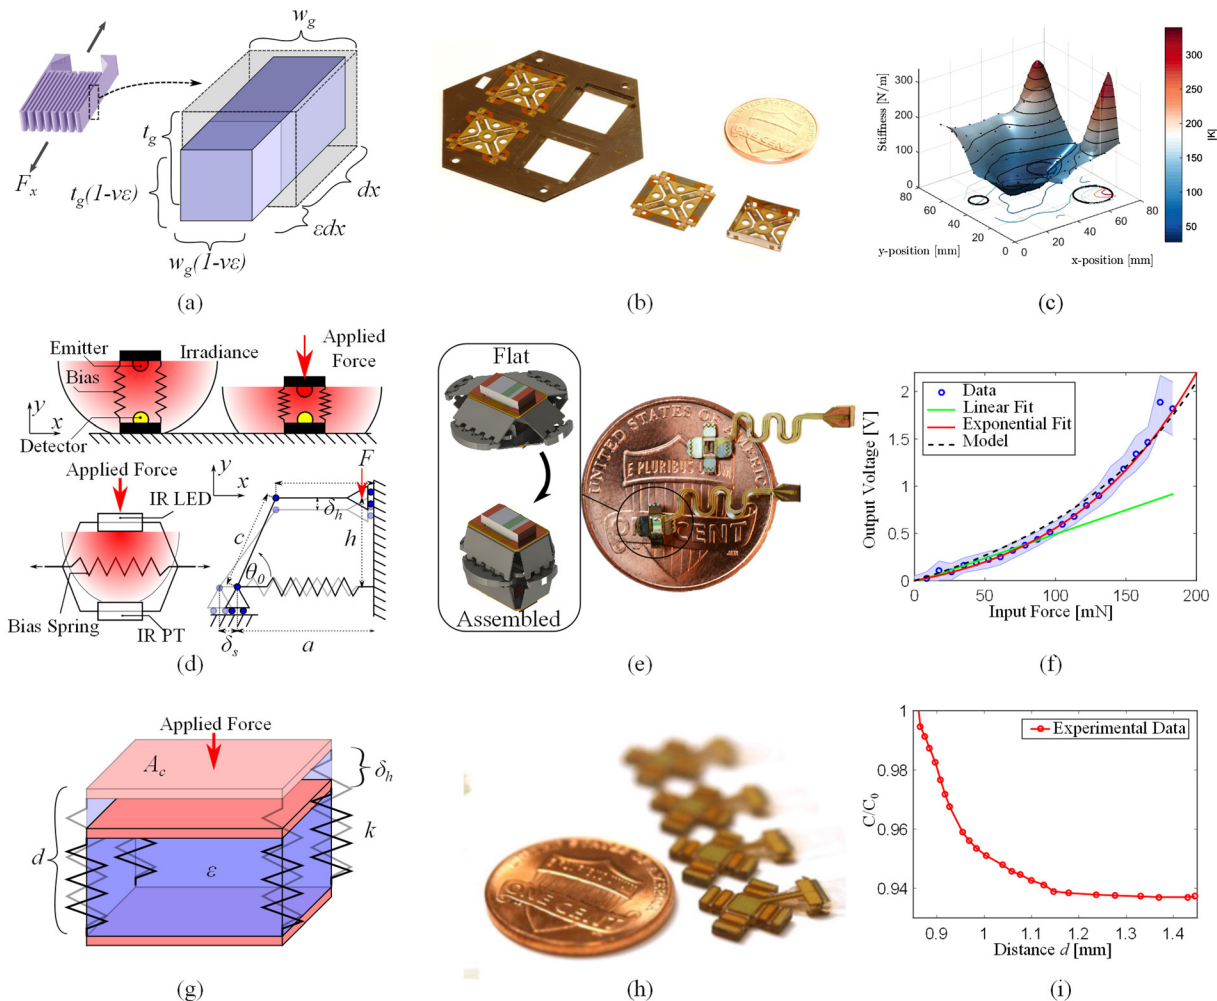 w_g
t_g
F_x
t_g(1-νε)
dx
εdx
w_g(1-νε)
(a)
ONE CENT
(b)
Stiffness [N/m]
300
200
100
0
80
60
40
20
0
y-position [mm]
0
20
40
60
80
x-position [mm]
|K|
300
250
200
150
100
50
(c)
Emitter
Bias
Irradiance
Applied
Force
y
x
Detector
Applied Force
IR LED
Bias Spring
IR PT
y
x
F
δ_h
c
h
θ_0
δ_s
a
(d)
Flat
Assembled
UNITED STATES OF AMERICA
E PLURIBUS UNUM
ONE CENT
(e)
Output Voltage [V]
2
1.5
1
0.5
0
0
50
100
150
200
Input Force [mN]
Data
Linear Fit
Exponential Fit
Model
(f)
Applied Force
A_c
δ_h
d
k
ε
(g)
ONE CENT
(h)
C/C_0
1
0.98
0.96
0.94
0.9
1
1.1
1.2
1.3
1.4
Distance d [mm]
Experimental Data
(i)